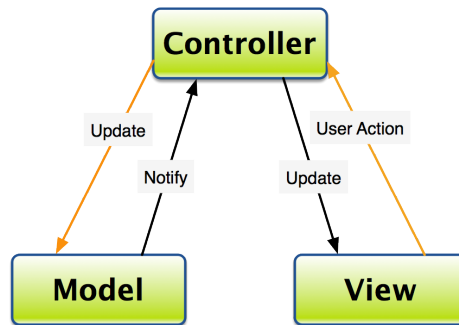 Controller
Update
User Action
Notify
Update
Model
View